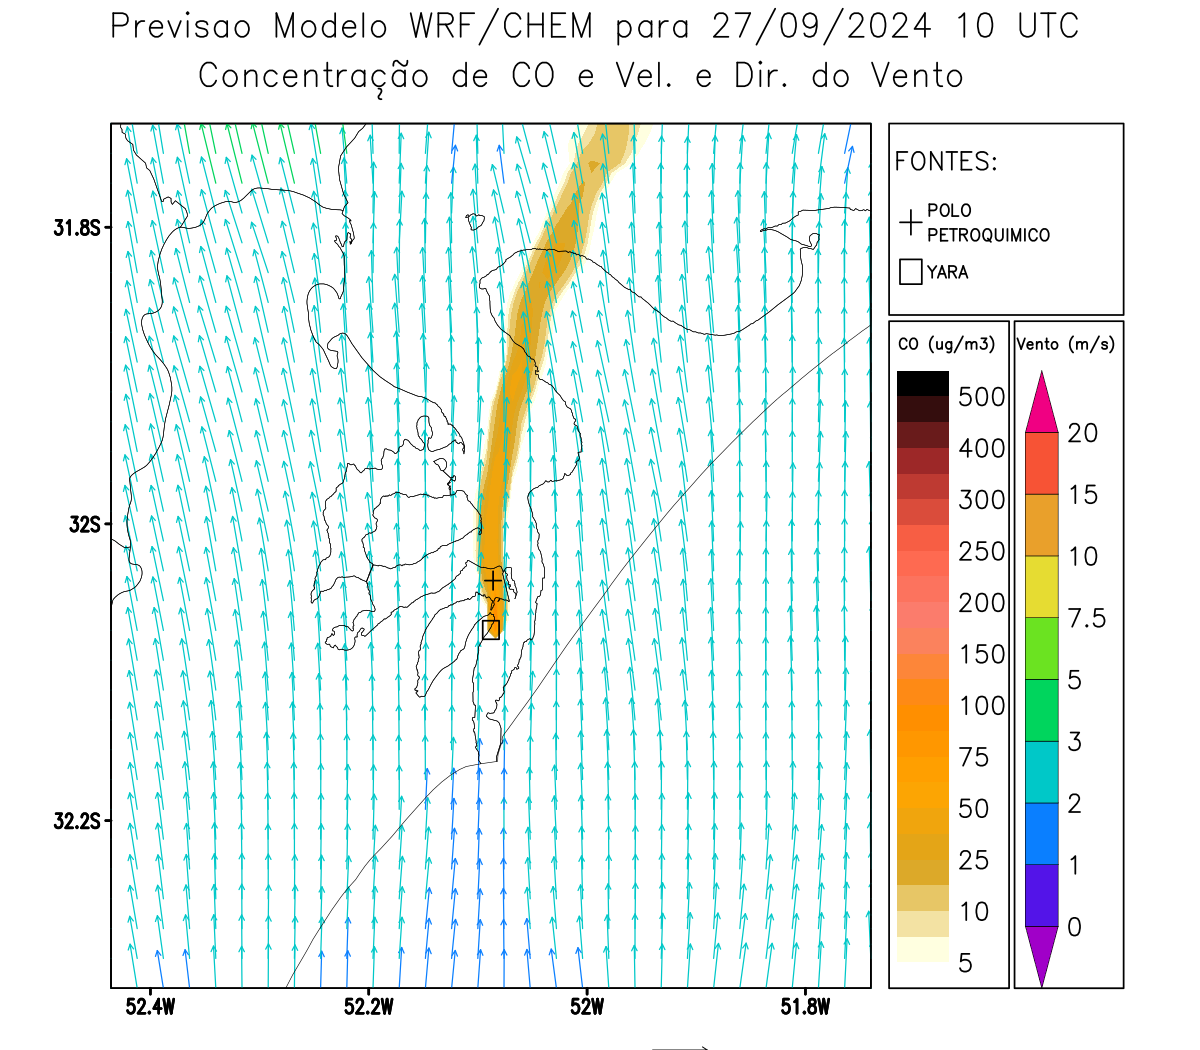 Previsao Modelo WRF/CHEM para 27/09/2024 10 UTC
Concentração de CO e Vel. e Dir. do Vento
FONTES:
POLO
PETROQUIMICO
YARA
CO (ug/m3)
500
400
300
250
200
150
100
75
50
25
10
5
Vento (m/s)
20
15
10
7.5
5
3
2
1
0
31.8S
32S
32.2S
52.4W
52.2W
52W
51.8W